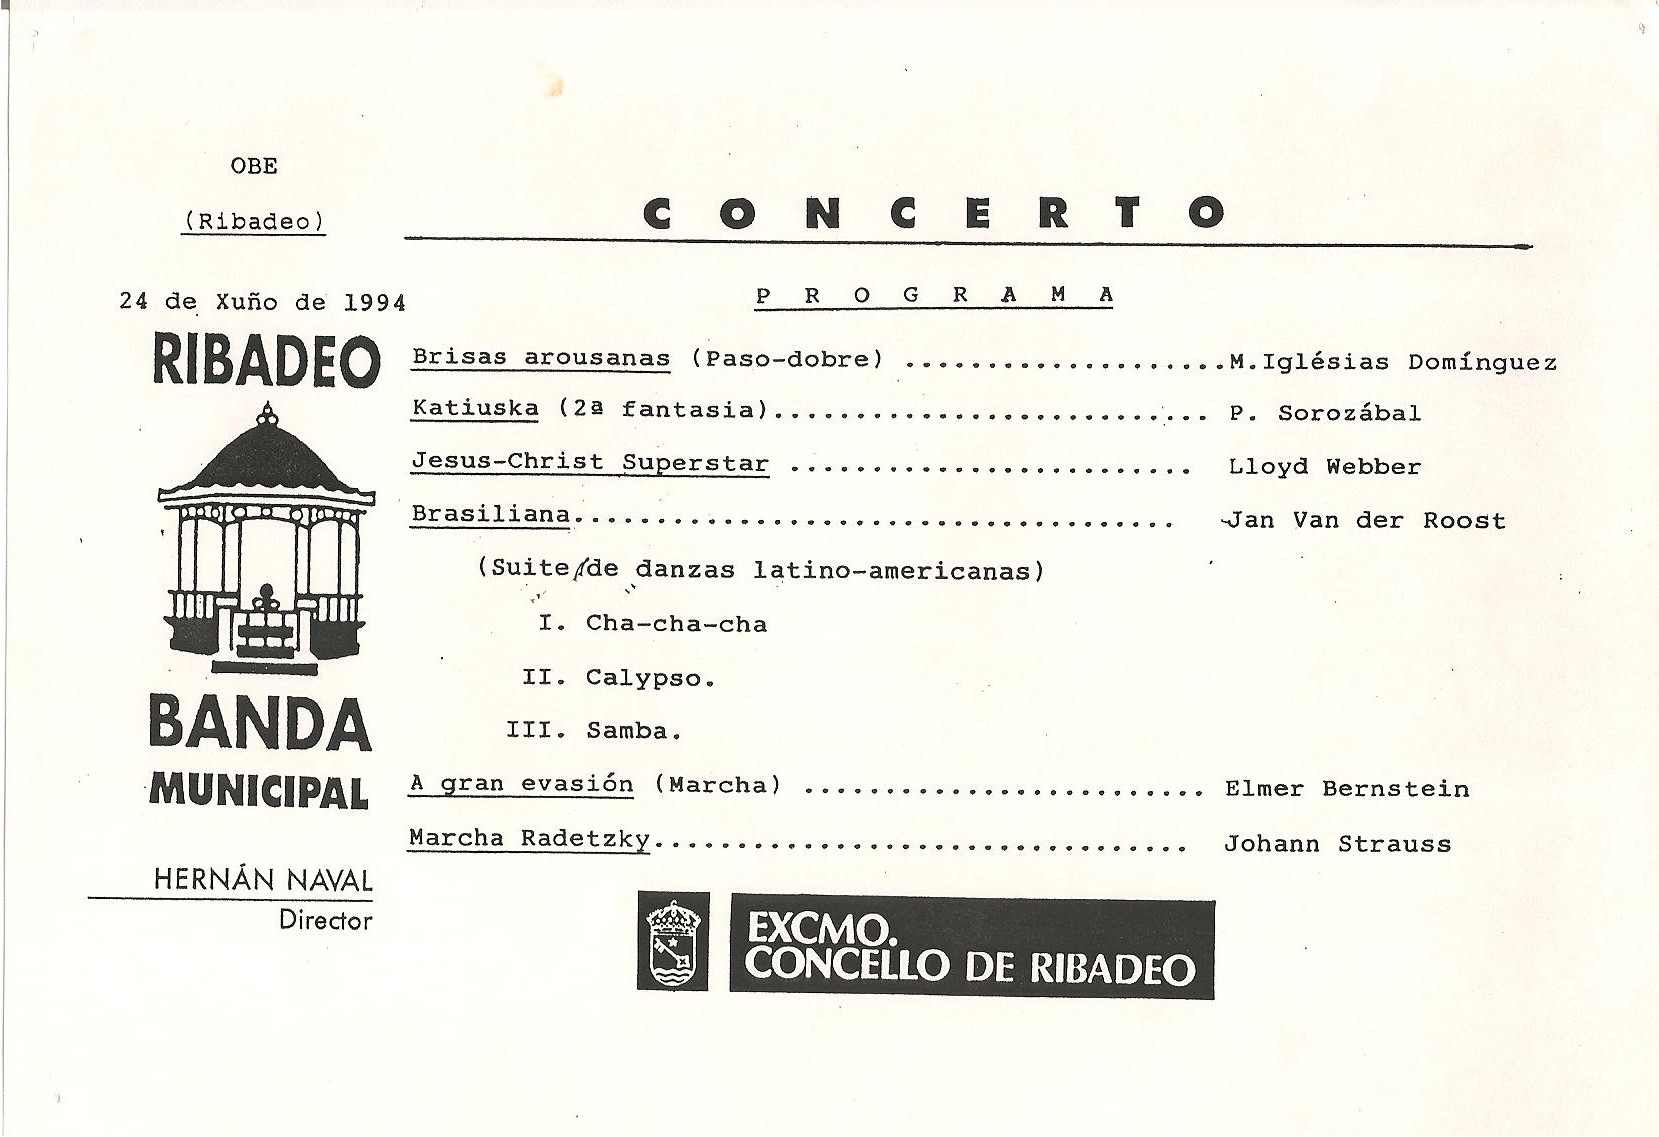 OBE
(Ribadeo)
24 de Xuño de 1994
RIBADEO
BANDA
MUNICIPAL
HERNÁN NAVAL
Director
C O N C E R T O
P R O G R A M A
Brisas arousanas (Paso-dobre) ....................M.Iglésias Domínguez
Katiuska (2ª fantasia)........................... P. Sorozábal
Jesus-Christ Superstar ......................... Lloyd Webber
Brasiliana..................................... Jan Van der Roost
(Suite de danzas latino-americanas)
I. Cha-cha-cha
II. Calypso.
III. Samba.
A gran evasión (Marcha) ......................... Elmer Bernstein
Marcha Radetzky................................. Johann Strauss
EXCMO.
CONCELLO DE RIBADEO